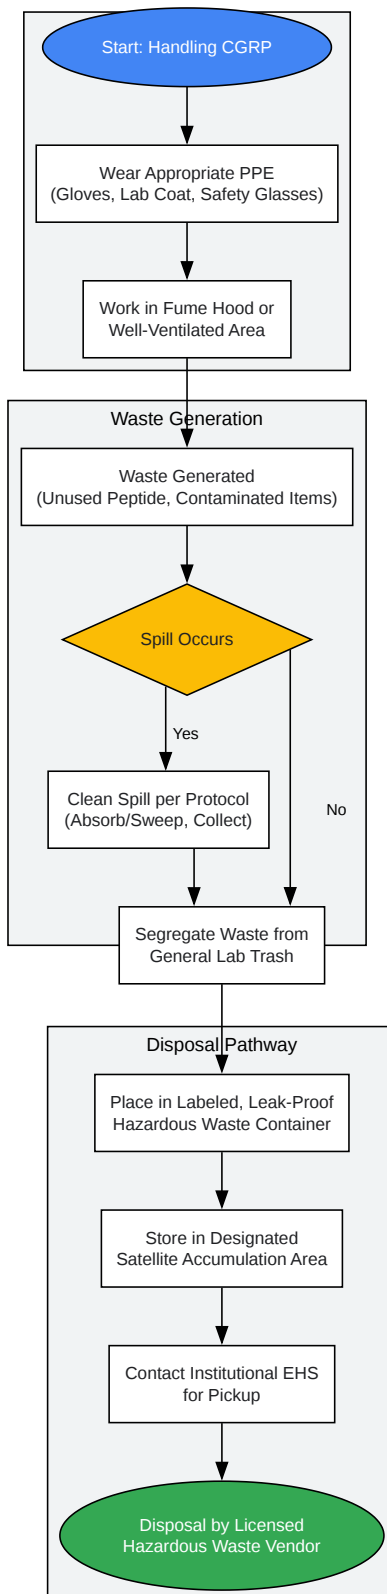 Start: Handling CGRP
Wear Appropriate PPE
(Gloves, Lab Coat, Safety Glasses)
Work in Fume Hood or
Well-Ventilated Area
Waste Generation
Waste Generated
(Unused Peptide, Contaminated Items)
Spill Occurs
Yes
Clean Spill per Protocol
(Absorb/Sweep, Collect)
No
Segregate Waste from
General Lab Trash
Disposal Pathway
Place in Labeled, Leak-Proof
Hazardous Waste Container
Store in Designated
Satellite Accumulation Area
Contact Institutional EHS
for Pickup
Disposal by Licensed
Hazardous Waste Vendor